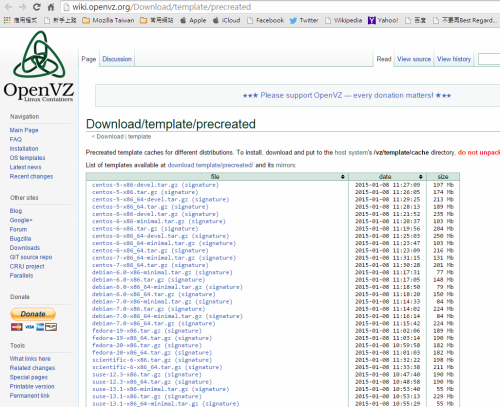 wiki.openvz.org/Download/template/precreated
應用程式 新手上路 Mozilla Taiwan 常用網站 Apple iCloud Facebook Twitter Wikipedia Yahoo! 百度 不要再Best Regard...
OpenVZ
Linux Containers
Page Discussion Read View source View history
★★★ Please support OpenVZ — every donation matters! ★★★
Download/template/precreated
< Download | template
Precreated template caches for different distributions. To install, download and put to the host system's /vz/template/cache directory, do not unpack
List of templates available at download template/precreated/ and its mirrors:
Navigation
Main Page
FAQ
Installation
OS templates
Latest news
Recent changes
Other sites
Blog
Google+
Forum
Bugzilla
Downloads
GIT source repo
CRIU project
Parallels
Donate
Donate
Tools
What links here
Related changes
Special pages
Printable version
Permanent link
file date size
centos-5-x86-devel.tar.gz (signature) 2015-01-08 11:27:09 197 Mb
centos-5-x86.tar.gz (signature) 2015-01-08 11:26:05 174 Mb
centos-5-x86_64-devel.tar.gz (signature) 2015-01-08 11:29:25 213 Mb
centos-5-x86_64.tar.gz (signature) 2015-01-08 11:28:13 189 Mb
centos-6-x86-devel.tar.gz (signature) 2015-01-08 11:21:52 235 Mb
centos-6-x86-minimal.tar.gz (signature) 2015-01-08 11:20:37 103 Mb
centos-6-x86.tar.gz (signature) 2015-01-08 11:19:56 204 Mb
centos-6-x86_64-devel.tar.gz (signature) 2015-01-08 11:25:03 250 Mb
centos-6-x86_64-minimal.tar.gz (signature) 2015-01-08 11:23:47 103 Mb
centos-6-x86_64.tar.gz (signature) 2015-01-08 11:23:09 216 Mb
centos-7-x86_64-minimal.tar.gz (signature) 2015-01-08 11:31:15 131 Mb
centos-7-x86_64.tar.gz (signature) 2015-01-08 11:30:28 201 Mb
debian-6.0-x86-minimal.tar.gz (signature) 2015-01-08 11:17:31 77 Mb
debian-6.0-x86.tar.gz (signature) 2015-01-08 11:17:05 148 Mb
debian-6.0-x86_64-minimal.tar.gz (signature) 2015-01-08 11:18:50 79 Mb
debian-6.0-x86_64.tar.gz (signature) 2015-01-08 11:18:20 150 Mb
debian-7.0-x86-minimal.tar.gz (signature) 2015-01-08 11:14:33 84 Mb
debian-7.0-x86.tar.gz (signature) 2015-01-08 11:14:02 224 Mb
debian-7.0-x86_64-minimal.tar.gz (signature) 2015-01-08 11:16:14 84 Mb
debian-7.0-x86_64.tar.gz (signature) 2015-01-08 11:15:42 224 Mb
fedora-19-x86.tar.gz (signature) 2015-01-08 11:02:06 189 Mb
fedora-19-x86_64.tar.gz (signature) 2015-01-08 11:03:14 190 Mb
fedora-20-x86.tar.gz (signature) 2015-01-08 10:59:58 182 Mb
fedora-20-x86_64.tar.gz (signature) 2015-01-08 11:01:03 182 Mb
scientific-6-x86.tar.gz (signature) 2015-01-08 11:32:22 198 Mb
scientific-6-x86_64.tar.gz (signature) 2015-01-08 11:33:38 211 Mb
suse-12.3-x86.tar.gz (signature) 2015-01-08 10:47:40 190 Mb
suse-12.3-x86_64.tar.gz (signature) 2015-01-08 10:48:58 190 Mb
suse-13.1-x86-minimal.tar.gz (signature) 2015-01-08 10:53:40 55 Mb
suse-13.1-x86.tar.gz (signature) 2015-01-08 10:53:13 229 Mb
suse-13.1-x86_64-minimal.tar.gz (signature) 2015-01-08 10:55:09 55 Mb